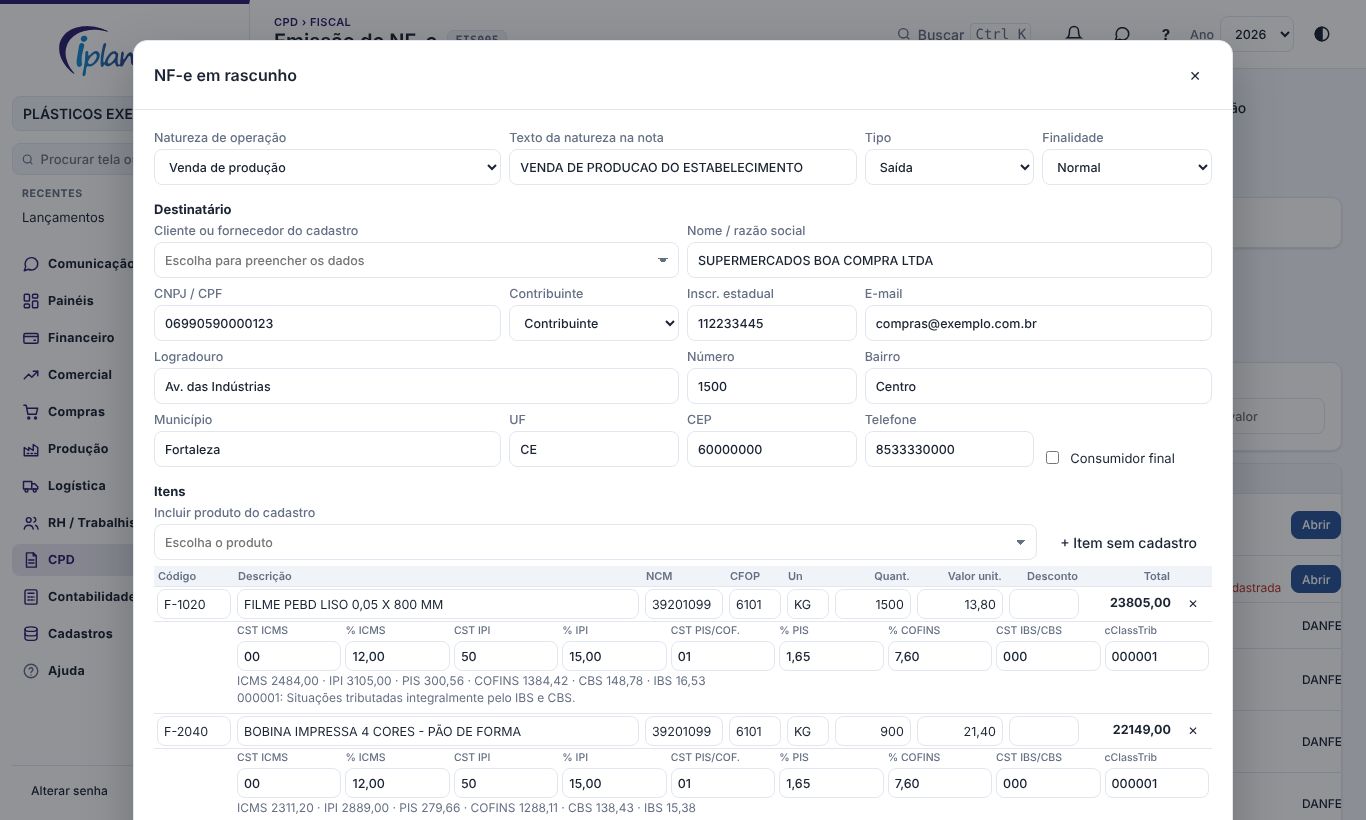 CPD › FISCAL
Buscar Ctrl K ? Ano 2026
iplan
NF-e em rascunho ×
PLÁSTICOS EXE
Procurar tela o
RECENTES
Lançamentos
Comunicação
Painéis
Financeiro
Comercial
Compras
Produção
Logística
RH / Trabalhis
CPD
Contabilidade
Cadastros
Ajuda
Alterar senha
Natureza de operação Texto da natureza na nota Tipo Finalidade
Venda de produção VENDA DE PRODUCAO DO ESTABELECIMENTO Saída Normal
Destinatário
Cliente ou fornecedor do cadastro Nome / razão social
Escolha para preencher os dados SUPERMERCADOS BOA COMPRA LTDA
CNPJ / CPF Contribuinte Inscr. estadual E-mail
06990590000123 Contribuinte 112233445 compras@exemplo.com.br
Logradouro Número Bairro
Av. das Indústrias 1500 Centro
Município UF CEP Telefone
Fortaleza CE 60000000 8533330000 Consumidor final
Itens
Incluir produto do cadastro
Escolha o produto + Item sem cadastro
Código Descrição NCM CFOP Un Quant. Valor unit. Desconto Total
F-1020 FILME PEBD LISO 0,05 X 800 MM 39201099 6101 KG 1500 13,80 23805,00 ×
CST ICMS % ICMS CST IPI % IPI CST PIS/COF. % PIS % COFINS CST IBS/CBS cClassTrib
00 12,00 50 15,00 01 1,65 7,60 000 000001
ICMS 2484,00 · IPI 3105,00 · PIS 300,56 · COFINS 1384,42 · CBS 148,78 · IBS 16,53
000001: Situações tributadas integralmente pelo IBS e CBS.
F-2040 BOBINA IMPRESSA 4 CORES - PÃO DE FORMA 39201099 6101 KG 900 21,40 22149,00 ×
CST ICMS % ICMS CST IPI % IPI CST PIS/COF. % PIS % COFINS CST IBS/CBS cClassTrib
00 12,00 50 15,00 01 1,65 7,60 000 000001
ICMS 2311,20 · IPI 2889,00 · PIS 279,66 · COFINS 1288,11 · CBS 138,43 · IBS 15,38
ão
valor
Abrir
dastrada Abrir
DANFE
DANFE
DANFE
DANFE